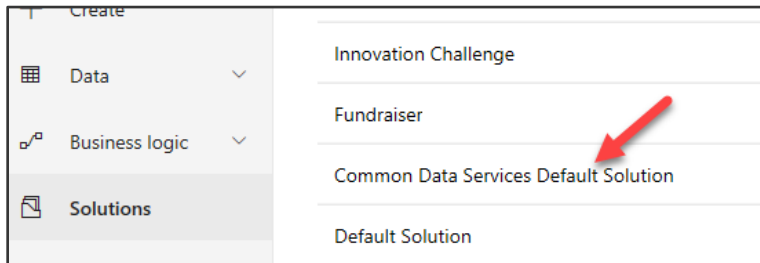 Create
Data
Business logic
Solutions
Innovation Challenge
Fundraiser
Common Data Services Default Solution
Default Solution